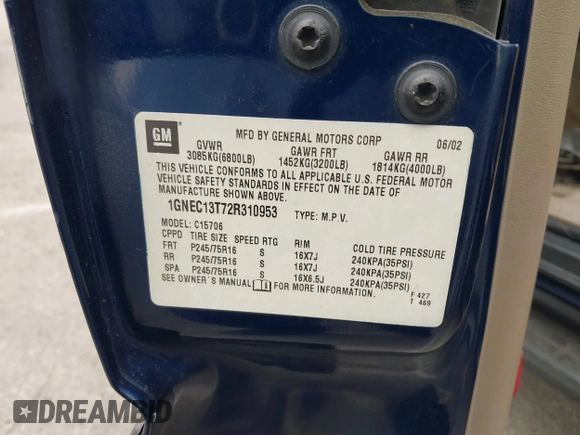 GM
MFD BY GENERAL MOTORS CORP 06/02
GVWR GAWR FRT GAWR RR
3085KG(6800LB) 1452KG(3200LB) 1814KG(4000LB)
THIS VEHICLE CONFORMS TO ALL APPLICABLE U.S. FEDERAL MOTOR
VEHICLE SAFETY STANDARDS IN EFFECT ON THE DATE OF
MANUFACTURE SHOWN ABOVE.
1GNEC13T72R310953 TYPE: M.P.V.
MODEL: C15706
CPPD TIRE SIZE SPEED RTG RIM COLD TIRE PRESSURE
FRT P245/75R16 S 16X7J 240KPA(35PSI)
RR P245/75R16 S 16X7J 240KPA(35PSI)
SPA P245/75R16 S 16X6.5J 240KPA(35PSI)
SEE OWNER'S MANUAL FOR MORE INFORMATION.
F 427
T 469
DREAMBID